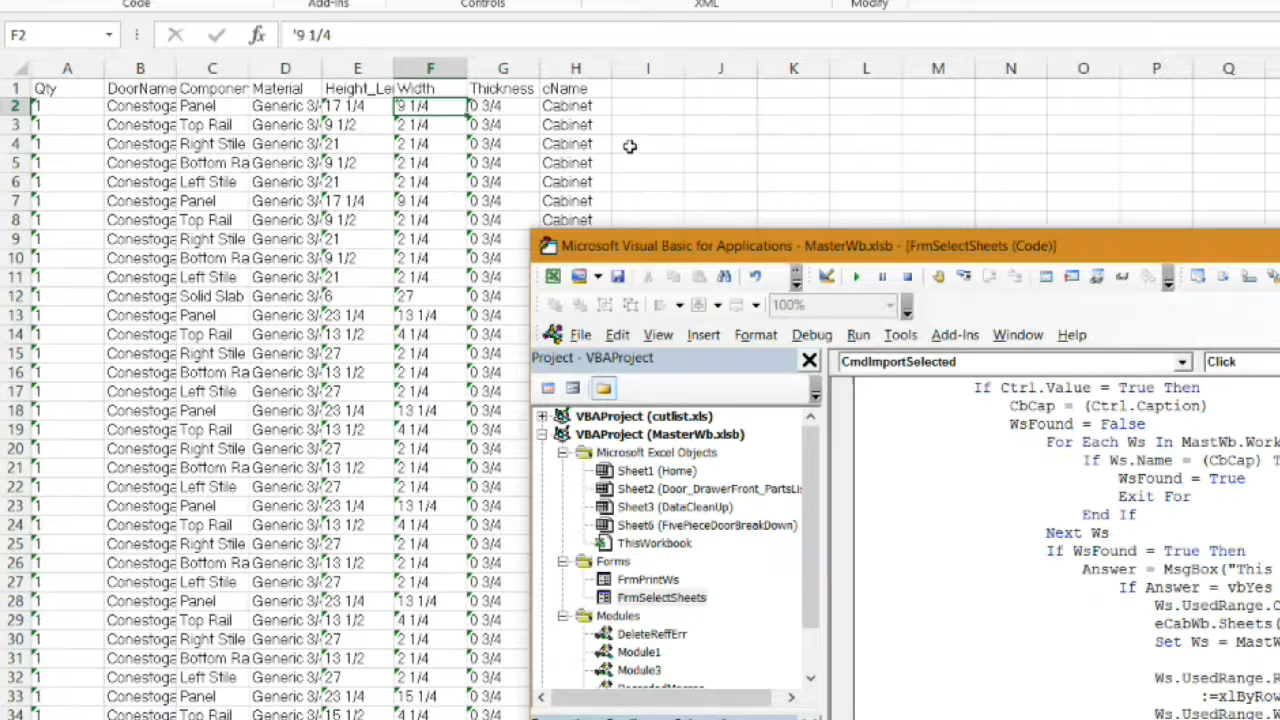 Code Add-Ins Controls XML Modify
F2 fx '9 1/4
A B C D E F G H I J K L M N O P Q
1 Qty DoorName Componer Material Height_Le Width Thickness cName
2 1 Conestoga Panel Generic 3/ 17 1/4 9 1/4 0 3/4 Cabinet
3 1 Conestoga Top Rail Generic 3/ 9 1/2 2 1/4 0 3/4 Cabinet
4 1 Conestoga Right Stile Generic 3/ 21 2 1/4 0 3/4 Cabinet
5 1 Conestoga Bottom Ra Generic 3/ 9 1/2 2 1/4 0 3/4 Cabinet
6 1 Conestoga Left Stile Generic 3/ 21 2 1/4 0 3/4 Cabinet
7 1 Conestoga Panel Generic 3/ 17 1/4 9 1/4 0 3/4 Cabinet
8 1 Conestoga Top Rail Generic 3/ 9 1/2 2 1/4 0 3/4 Cabinet
9 1 Conestoga Right Stile Generic 3/ 21 2 1/4 0 3/4
10 1 Conestoga Bottom Ra Generic 3/ 9 1/2 2 1/4 0 3/4
11 1 Conestoga Left Stile Generic 3/ 21 2 1/4 0 3/4
12 1 Conestoga Solid Slab Generic 3/ 6 27 0 3/4
13 1 Conestoga Panel Generic 3/ 23 1/4 13 1/4 0 3/4
14 1 Conestoga Top Rail Generic 3/ 13 1/2 2 1/4 0 3/4
15 1 Conestoga Right Stile Generic 3/ 27 2 1/4 0 3/4
16 1 Conestoga Bottom Ra Generic 3/ 13 1/2 2 1/4 0 3/4
17 1 Conestoga Left Stile Generic 3/ 27 2 1/4 0 3/4
18 1 Conestoga Panel Generic 3/ 23 1/4 13 1/4 0 3/4
19 1 Conestoga Top Rail Generic 3/ 13 1/2 4 1/4 0 3/4
20 1 Conestoga Right Stile Generic 3/ 27 2 1/4 0 3/4
21 1 Conestoga Bottom Ra Generic 3/ 13 1/2 2 1/4 0 3/4
22 1 Conestoga Left Stile Generic 3/ 27 2 1/4 0 3/4
23 1 Conestoga Panel Generic 3/ 23 1/4 13 1/4 0 3/4
24 1 Conestoga Top Rail Generic 3/ 13 1/2 4 1/4 0 3/4
25 1 Conestoga Right Stile Generic 3/ 27 2 1/4 0 3/4
26 1 Conestoga Bottom Ra Generic 3/ 13 1/2 2 1/4 0 3/4
27 1 Conestoga Left Stile Generic 3/ 27 2 1/4 0 3/4
28 1 Conestoga Panel Generic 3/ 23 1/4 13 1/4 0 3/4
29 1 Conestoga Top Rail Generic 3/ 13 1/2 4 1/4 0 3/4
30 1 Conestoga Right Stile Generic 3/ 27 2 1/4 0 3/4
31 1 Conestoga Bottom Ra Generic 3/ 13 1/2 2 1/4 0 3/4
32 1 Conestoga Left Stile Generic 3/ 27 2 1/4 0 3/4
33 1 Conestoga Panel Generic 3/ 23 1/4 15 1/4 0 3/4
34 1 Conestoga Top Rail Generic 3/ 15 1/2 4 1/4 0 3/4
Microsoft Visual Basic for Applications - MasterWb.xlsb - [FrmSelectSheets (Code)]
100%
File Edit View Insert Format Debug Run Tools Add-Ins Window Help
Project - VBAProject
VBAProject (cutlist.xls)
VBAProject (MasterWb.xlsb)
Microsoft Excel Objects
Sheet1 (Home)
Sheet2 (Door_DrawerFront_PartsLis
Sheet3 (DataCleanUp)
Sheet6 (FivePieceDoorBreakDown)
ThisWorkbook
Forms
FrmPrintWs
FrmSelectSheets
Modules
DeleteReffErr
Module1
Module3
CmdImportSelected Click
If Ctrl.Value = True Then
CbCap = (Ctrl.Caption)
WsFound = False
For Each Ws In MastWb.Work
If Ws.Name = (CbCap) T
WsFound = True
Exit For
End If
Next Ws
If WsFound = True Then
Answer = MsgBox("This
If Answer = vbYes
Ws.UsedRange.C
eCabWb.Sheets(
Set Ws = MastW
Ws.UsedRange.R
:=xlByRow
Ws.UsedRange.R